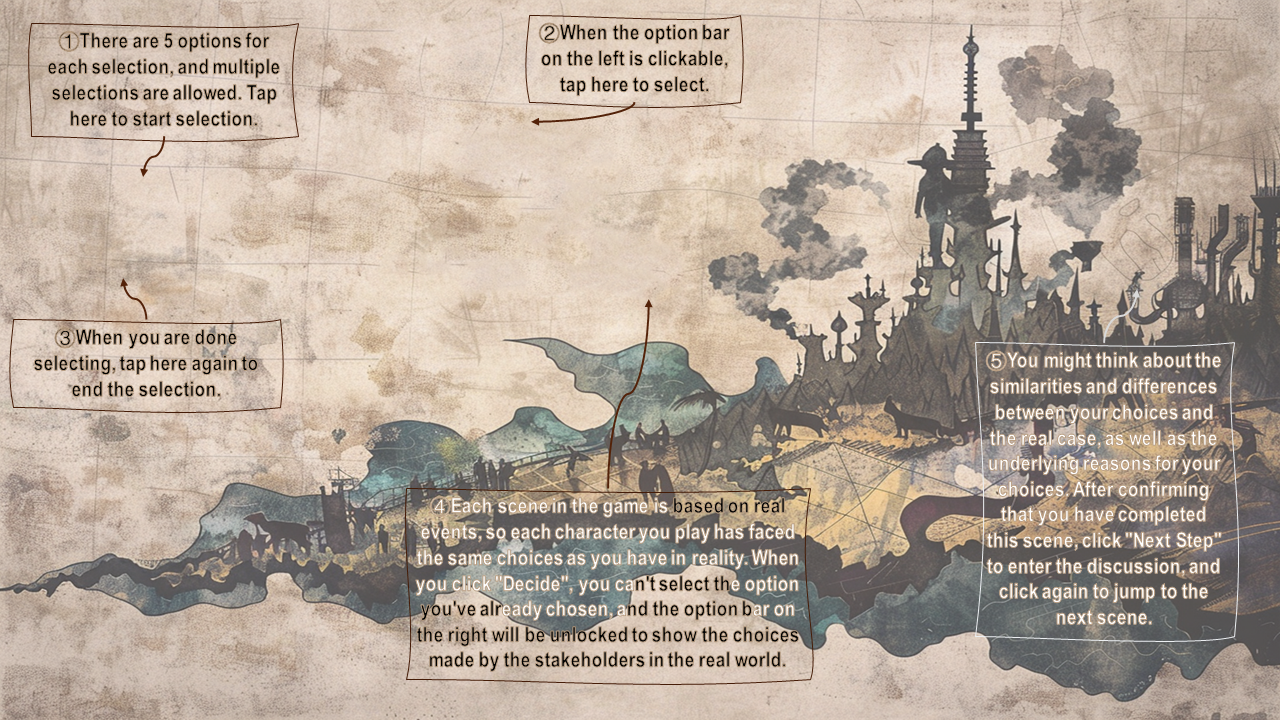 ①There are 5 options for
each selection, and multiple
selections are allowed. Tap
here to start selection.
②When the option bar
on the left is clickable,
tap here to select.
③When you are done
selecting, tap here again to
end the selection.
④Each scene in the game is based on real
events, so each character you play has faced
the same choices as you have in reality. When
you click "Decide", you can't select the option
you've already chosen, and the option bar on
the right will be unlocked to show the choices
made by the stakeholders in the real world.
⑤You might think about the
similarities and differences
between your choices and
the real case, as well as the
underlying reasons for your
choices. After confirming
that you have completed
this scene, click "Next Step"
to enter the discussion, and
click again to jump to the
next scene.